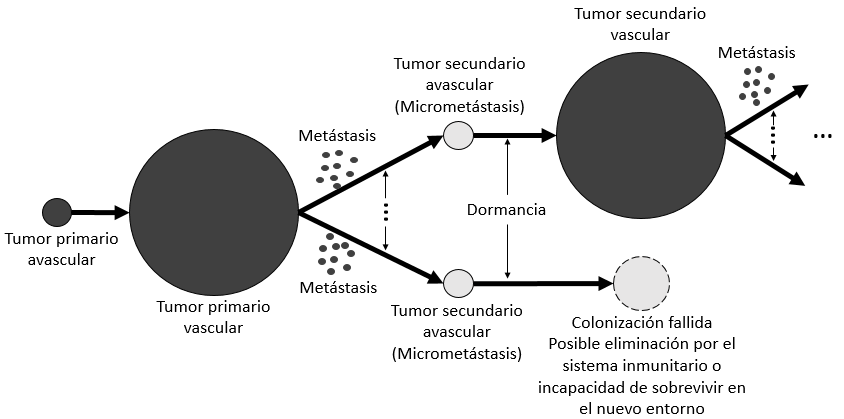 Tumor primario
avascular
Tumor primario
vascular
Metástasis
Metástasis
Tumor secundario
avascular
(Micrometástasis)
Dormancia
Tumor secundario
avascular
(Micrometástasis)
Tumor secundario
vascular
Metástasis
...
Colonización fallida
Posible eliminación por el
sistema inmunitario o
incapacidad de sobrevivir en
el nuevo entorno